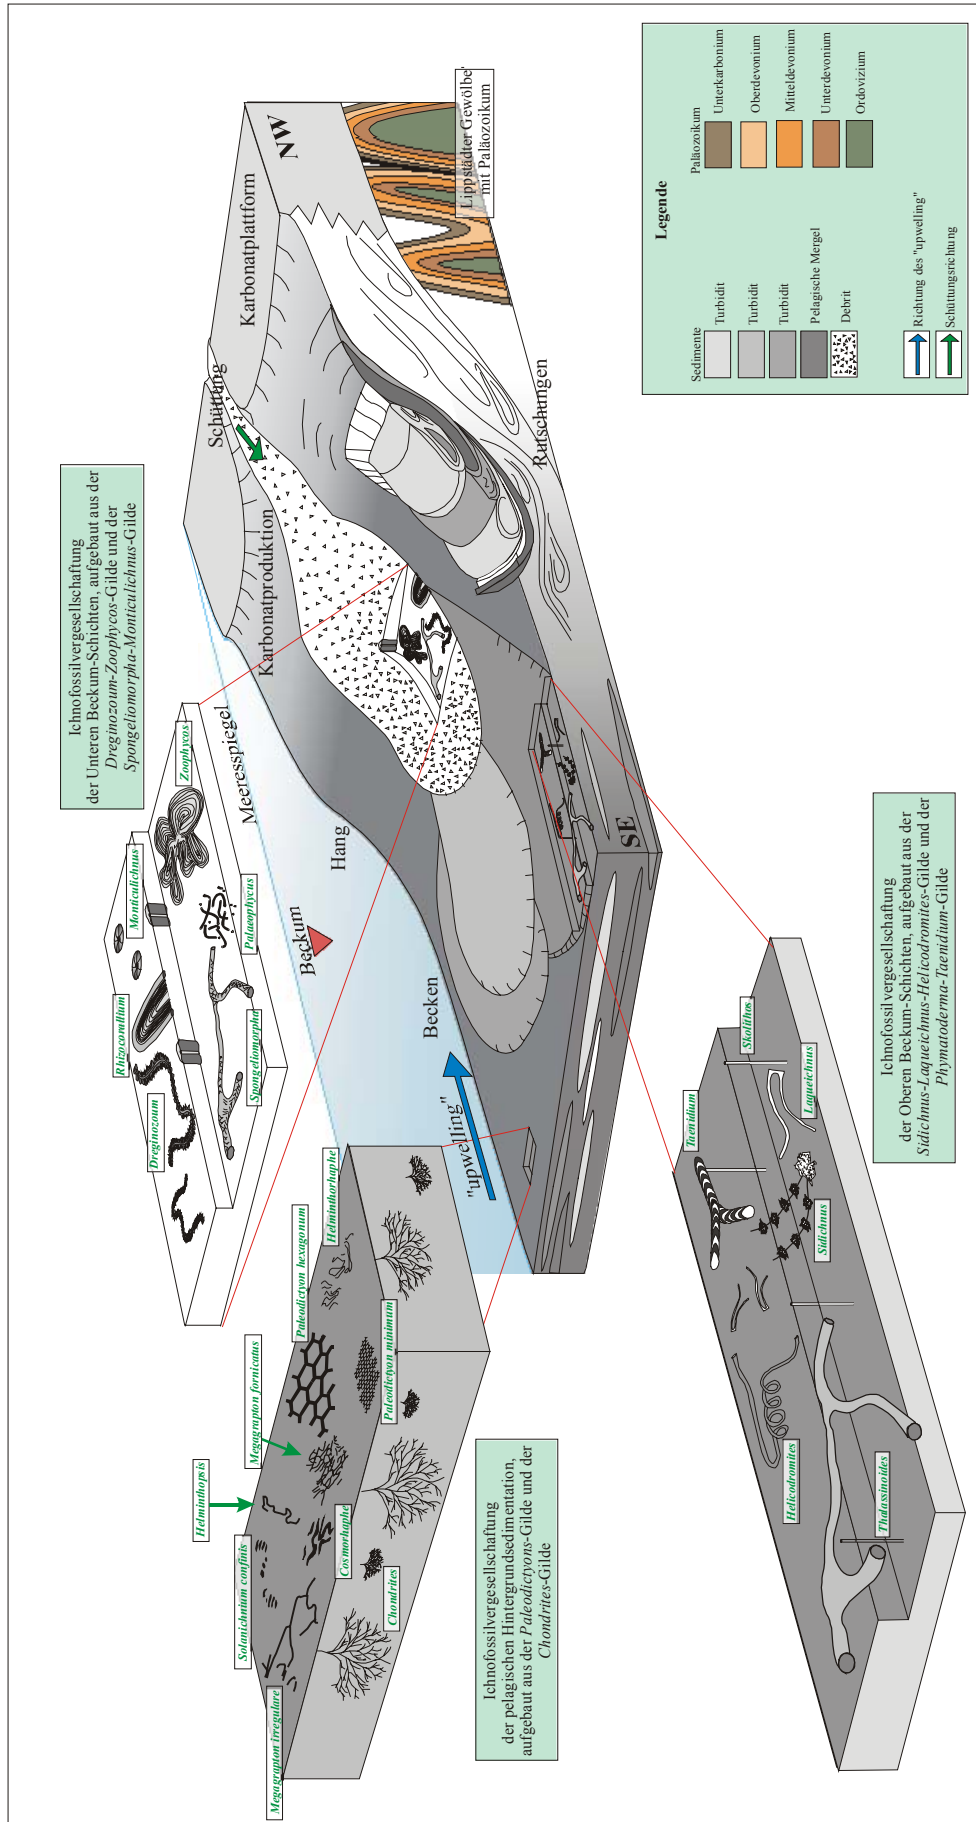 Ichnofossilvergesellschaftung
der Unteren Beckum-Schichten, aufgebaut aus der
Dreginozoum-Zoophycos-Gilde und der
Spongeliomorpha-Monticulichnus-Gilde
Dreginozoum
Rhizocorallium
Monticulichnus
Zoophycos
Spongeliomorpha
Palaeophycus
Meeresspiegel
Beckum
Hang
Becken
"upwelling"
Karbonatproduktion
Schüttung
Karbonatplattform
NW
SE
Rutschungen
Lippstädter Gewölbe'
mit Paläozoikum
Helminthopsis
Megagrapton fornicatus
Paleodictyon hexagonum
Helminthorhaphe
Solanichnium confinis
Megagrapton irregulare
Cosmorhaphe
Paleodictyon minimum
Chondrites
Ichnofossilvergesellschaftung
der pelagischen Hintergrundsedimentation,
aufgebaut aus der Paleodictyons-Gilde und der
Chondrites-Gilde
Taenidium
Skolithos
Laqueichnus
Sidichnus
Helicodromites
Thalassinoides
Ichnofossilvergesellschaftung
der Oberen Beckum-Schichten, aufgebaut aus der
Sidichnus-Laqueichnus-Helicodromites-Gilde und der
Phymatoderma-Taenidium-Gilde
Legende
Sedimente
Turbidit
Turbidit
Turbidit
Pelagische Mergel
Debrit
Richtung des "upwelling"
Schüttungsrichtung
Paläozoikum
Unterkarbonium
Oberdevonium
Mitteldevonium
Unterdevonium
Ordovizium